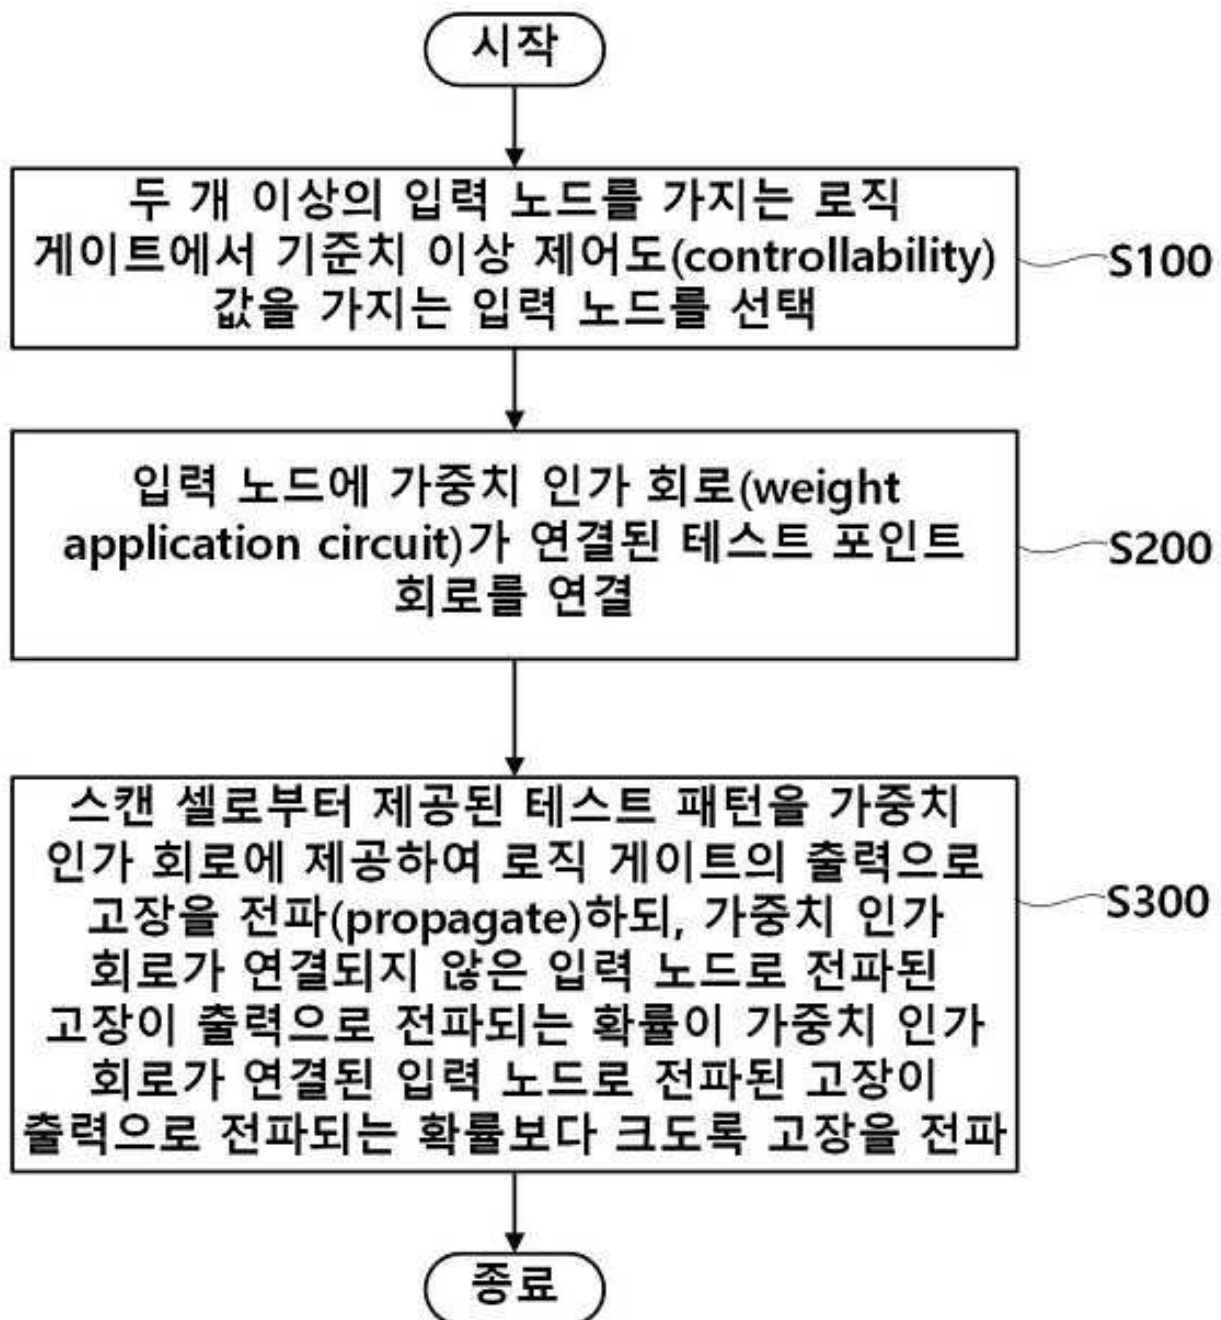 시작
두 개 이상의 입력 노드를 가지는 로직
게이트에서 기준치 이상 제어도(controllability)
값을 가지는 입력 노드를 선택
S100
입력 노드에 가중치 인가 회로(weight
application circuit)가 연결된 테스트 포인트
회로를 연결
S200
스캔 셀로부터 제공된 테스트 패턴을 가중치
인가 회로에 제공하여 로직 게이트의 출력으로
고장을 전파(propagate)하되, 가중치 인가
회로가 연결되지 않은 입력 노드로 전파된
고장이 출력으로 전파되는 확률이 가중치 인가
회로가 연결된 입력 노드로 전파된 고장이
출력으로 전파되는 확률보다 크도록 고장을 전파
S300
종료